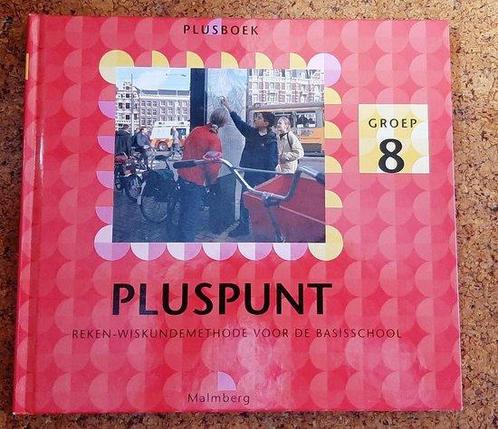 PLUSBOEK
GROEP
8
PLUSPUNT
REKEN-WISKUNDEMETHODE VOOR DE BASISSCHOOL
Malmberg